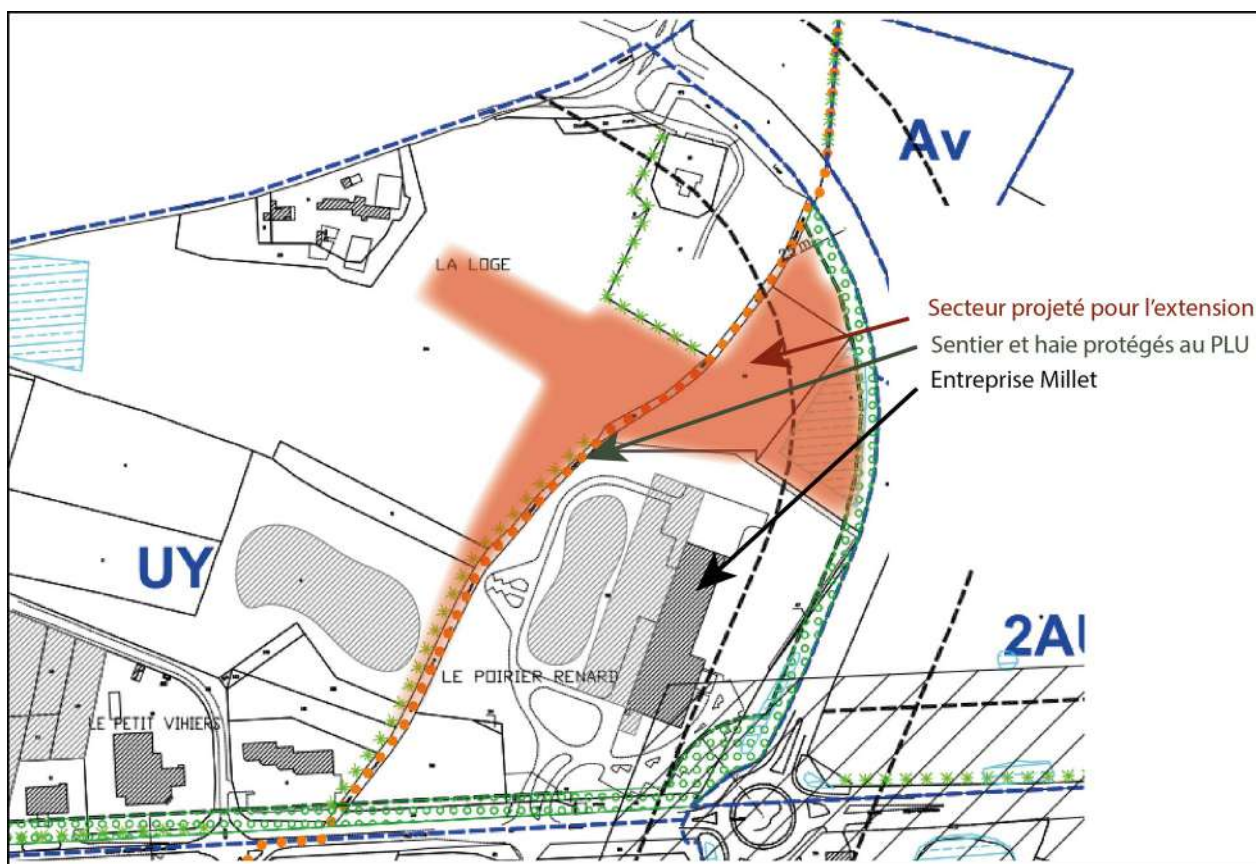 Av
25 m
LA LOGE
Secteur projeté pour l'extension
Sentier et haie protégés au PLU
Entreprise Millet
UY
2AU
LE POIRIER RENARD
LE PETIT VIHIERS